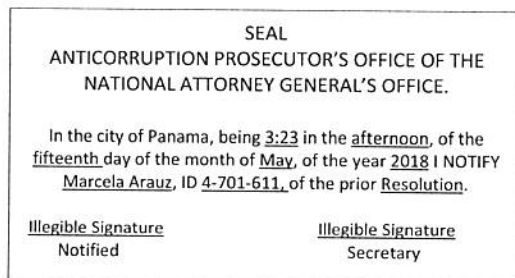 SEAL
ANTICORRUPTION PROSECUTOR'S OFFICE OF THE
NATIONAL ATTORNEY GENERAL'S OFFICE.
In the city of Panama, being 3:23 in the afternoon, of the
fifteenth day of the month of May, of the year 2018 I NOTIFY
Marcela Arauz, ID 4-701-611, of the prior Resolution.
Illegible Signature Illegible Signature
Notified Secretary